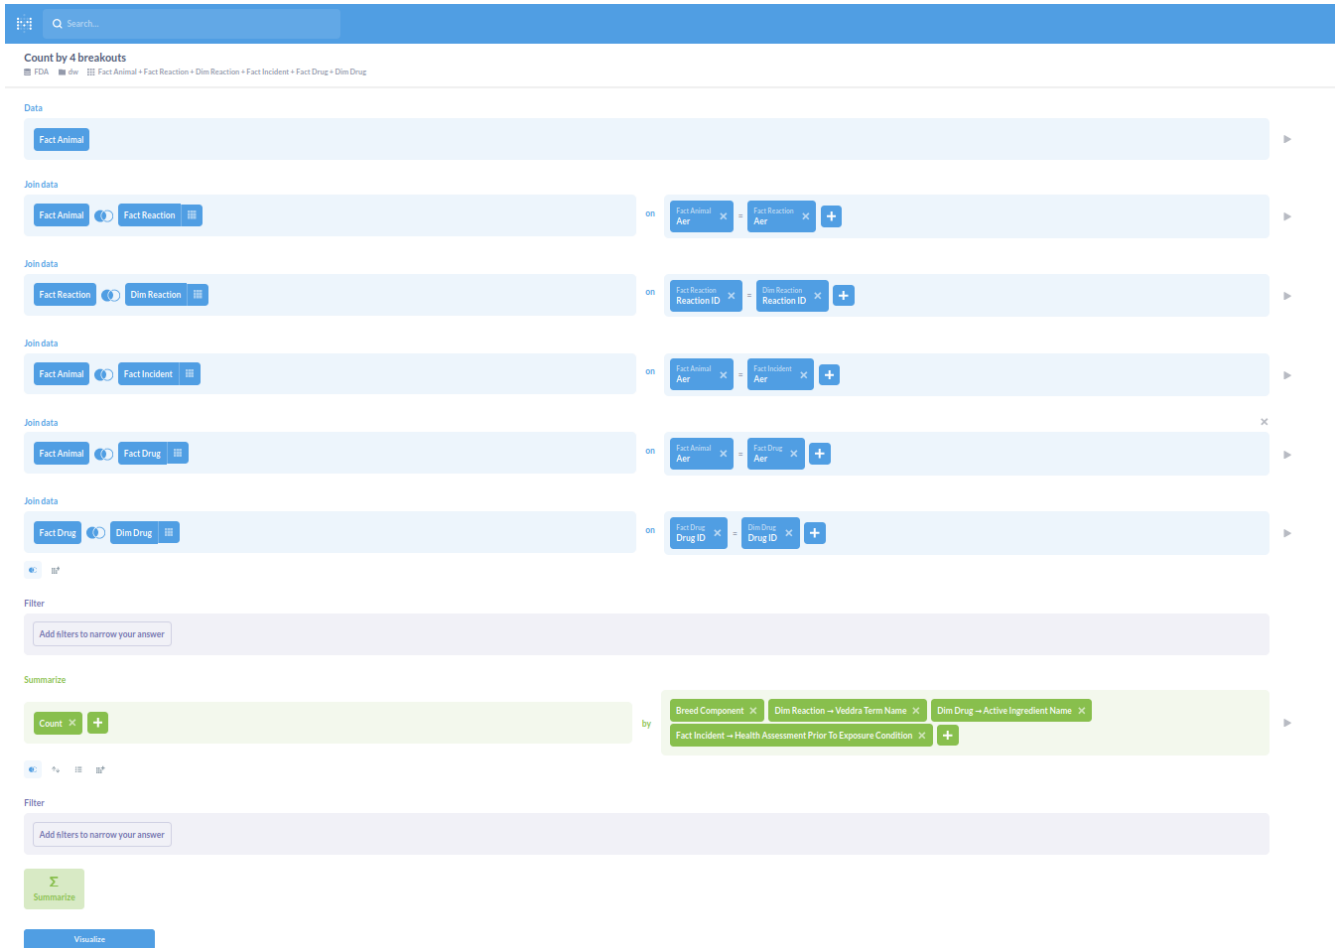 Search...
Count by 4 breakouts
FDA dw Fact Animal + Fact Reaction + Dim Reaction + Fact Incident + Fact Drug + Dim Drug
Data
Fact Animal
Join data
Fact Animal Fact Reaction on Fact Animal Aer = Fact Reaction Aer
Join data
Fact Reaction Dim Reaction on Fact Reaction Reaction ID = Dim Reaction Reaction ID
Join data
Fact Animal Fact Incident on Fact Animal Aer = Fact Incident Aer
Join data
Fact Animal Fact Drug on Fact Animal Aer = Fact Drug Aer
Join data
Fact Drug Dim Drug on Fact Drug Drug ID = Dim Drug Drug ID
Filter
Add filters to narrow your answer
Summarize
Count by Breed Component Dim Reaction → Veddra Term Name Dim Drug → Active Ingredient Name
Fact Incident → Health Assessment Prior To Exposure Condition
Filter
Add filters to narrow your answer
Σ
Summarize
Visualize